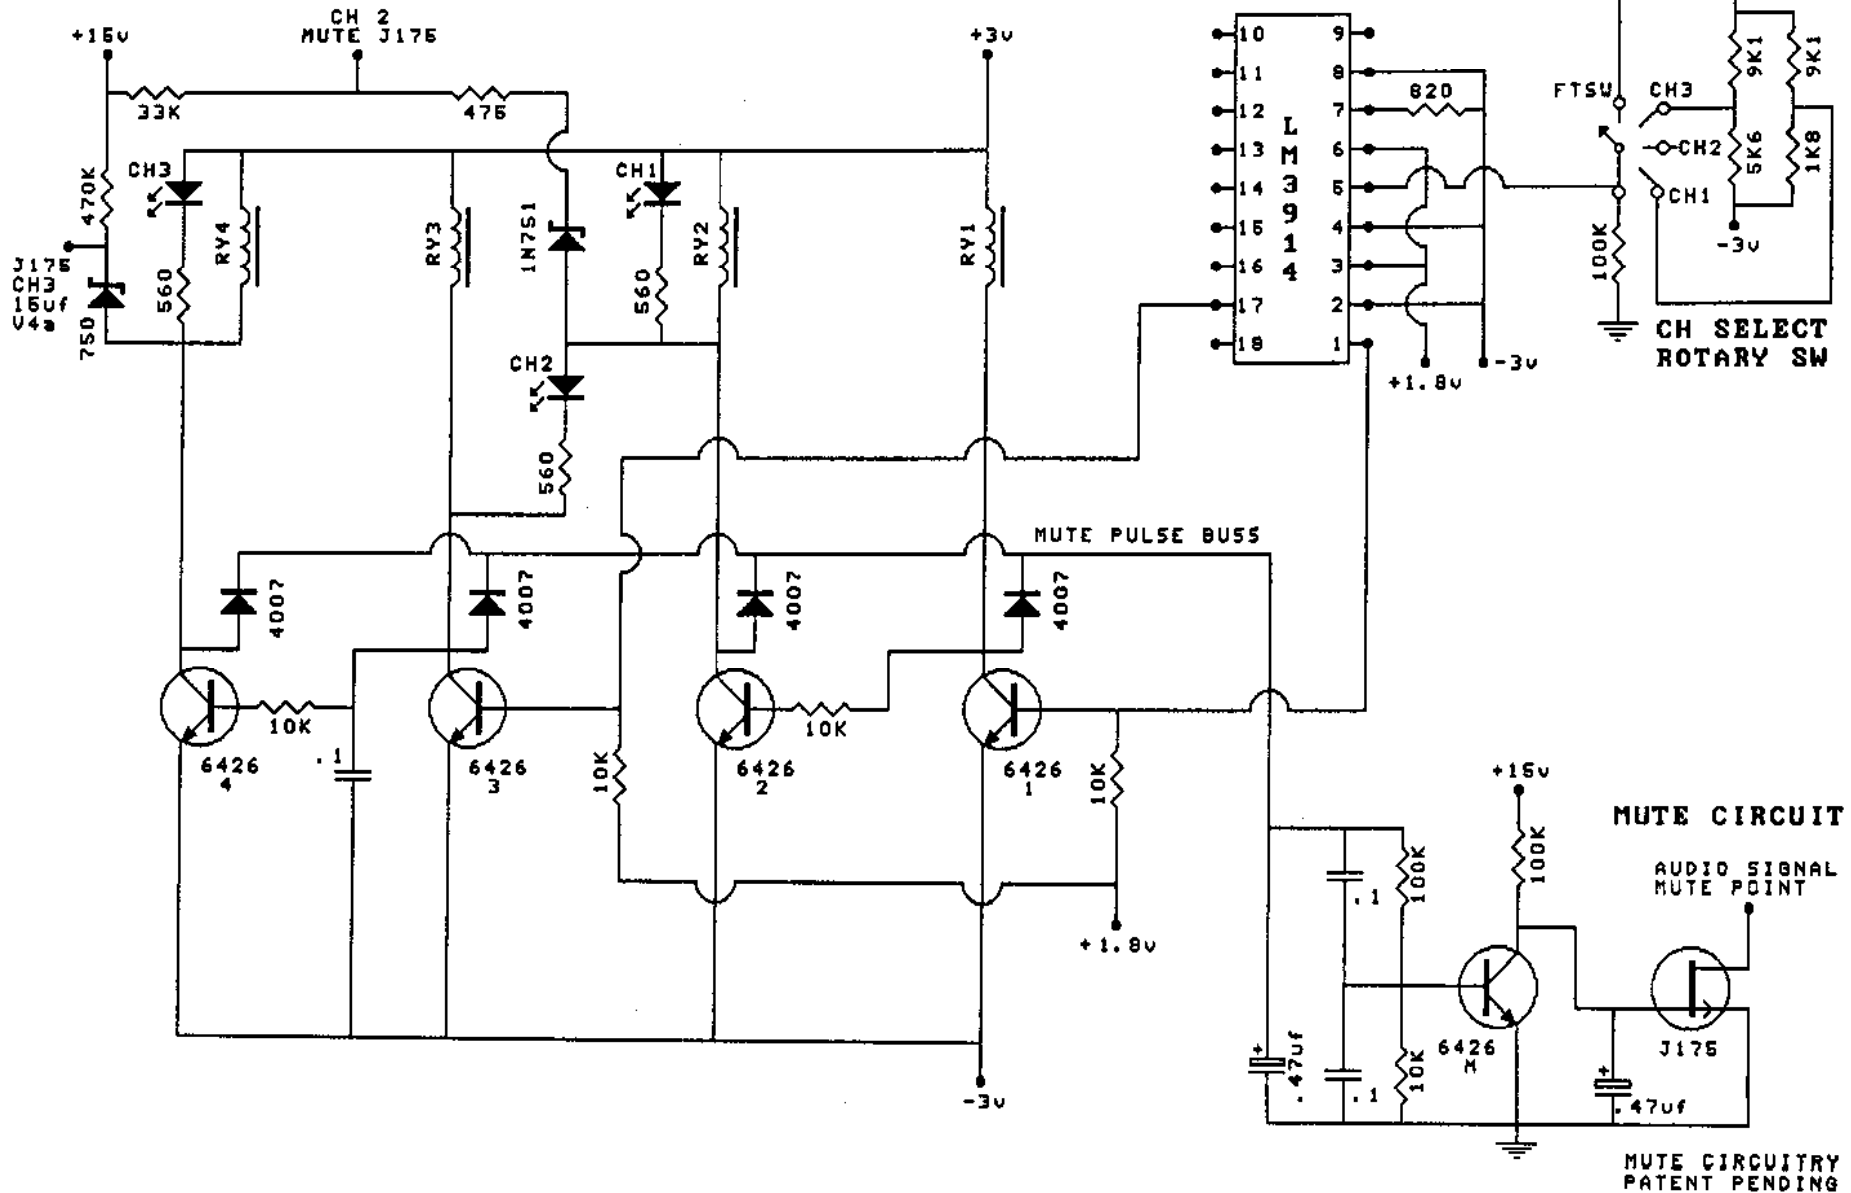 CH 2
MUTE J175
+15v
+3v
33K
475
470K
CH3
RY4
560
J175
CH3
15uf
V4a
750
RY3
1N751
CH1
RY2
560
RY1
CH2
560
10
11
12
13
14
15
16
17
18
LM3914
9
8
7
6
5
4
3
2
1
820
+1.8v
-3v
FTSW
CH3
CH2
CH1
9K1
9K1
5K6
1K8
-3v
100K
CH SELECT
ROTARY SW
MUTE PULSE BUSS
4007
4007
4007
4007
10K
6426
4
.1
6426
3
10K
10K
6426
2
6426
1
10K
+1.8v
-3v
+15v
100K
MUTE CIRCUIT
AUDIO SIGNAL
MUTE POINT
.1
100K
+
.47uf
.1
10K
6426
M
J175
+
.47uf
MUTE CIRCUITRY
PATENT PENDING